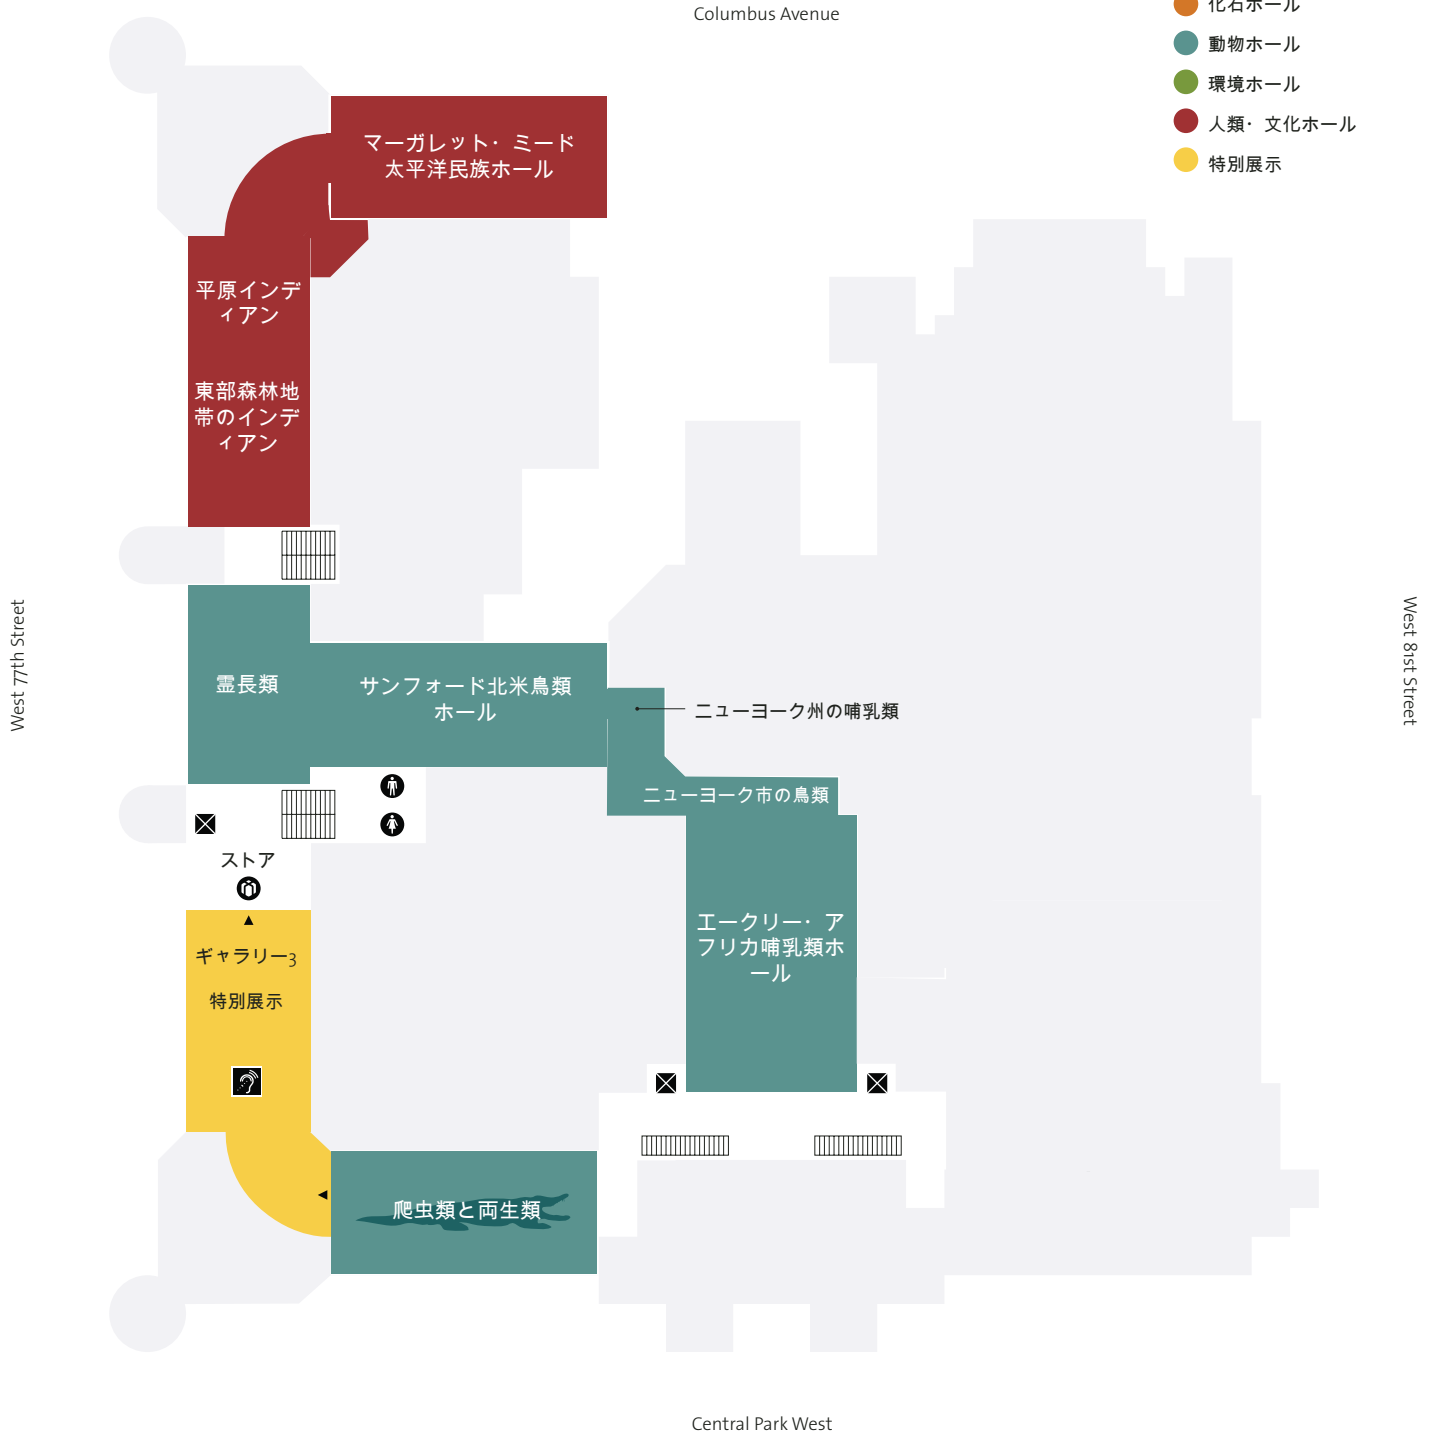 Columbus Avenue
化石ホール
動物ホール
環境ホール
人類・文化ホール
特別展示
マーガレット・ミード
太平洋民族ホール
平原インデ
ィアン
東部森林地
帯のインデ
ィアン
West 77th Street
West 81st Street
霊長類
サンフォード北米鳥類
ホール
ニューヨーク州の哺乳類
ニューヨーク市の鳥類
ストア
エークリー・ア
フリカ哺乳類ホ
ール
ギャラリー3
特別展示
爬虫類と両生類
Central Park West